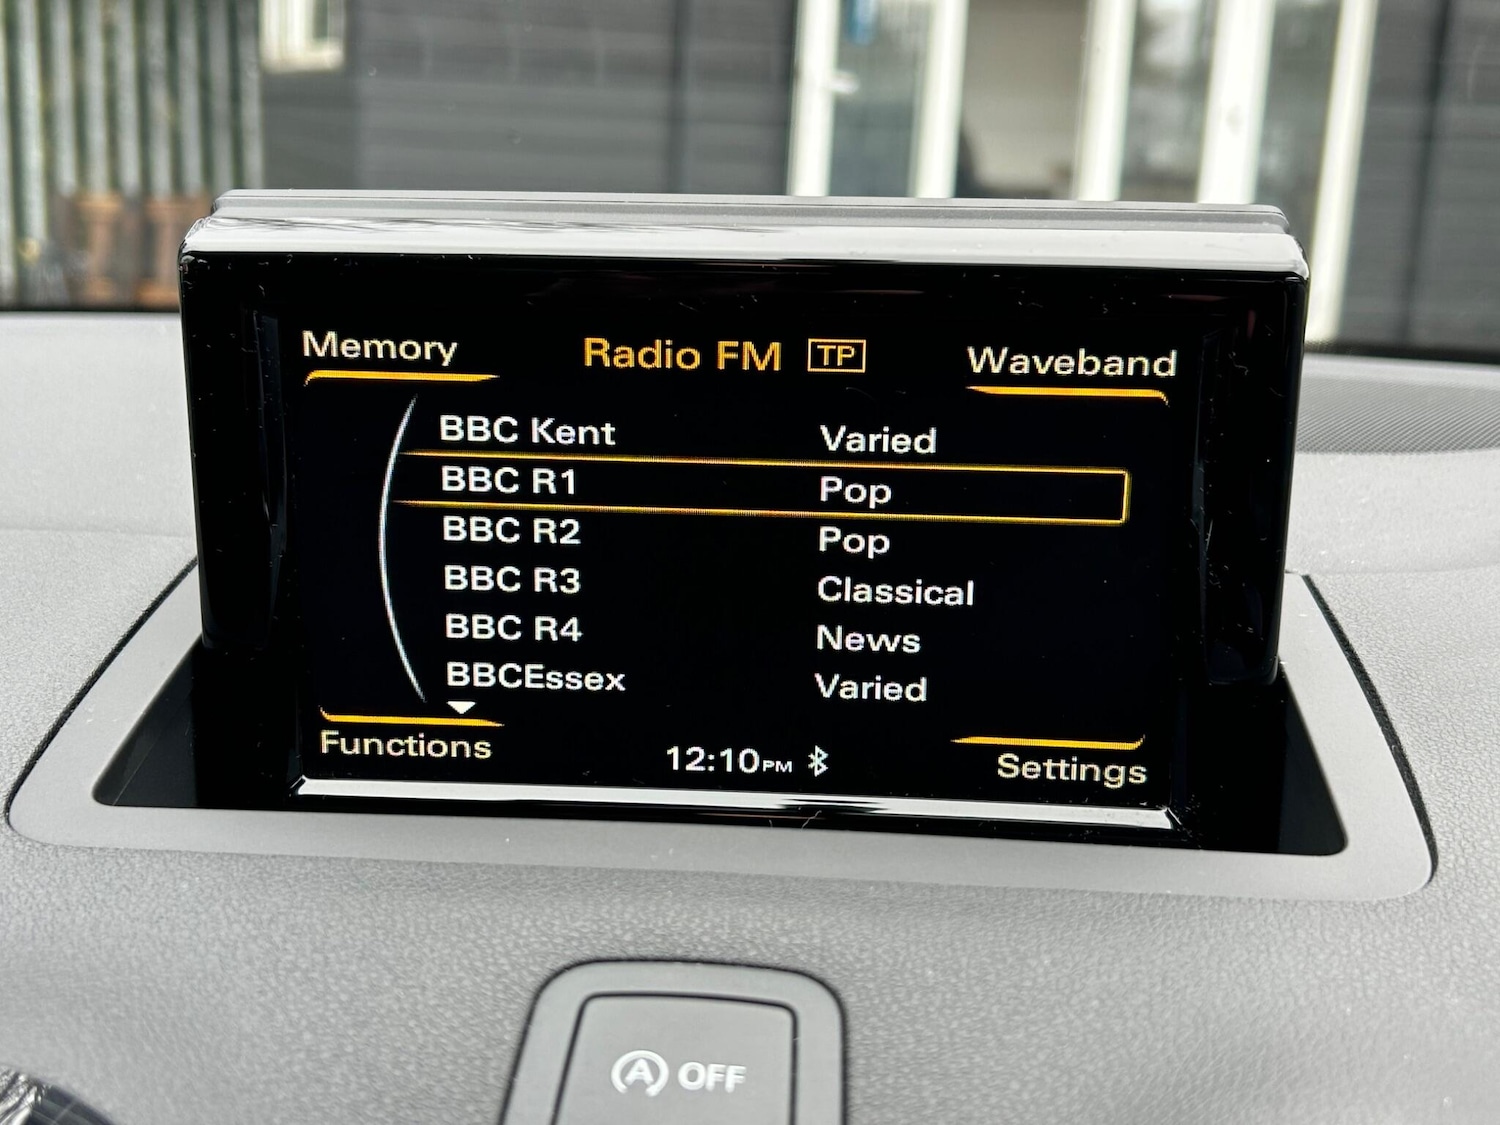 Memory Radio FM TP Waveband
BBC Kent Varied
BBC R1 Pop
BBC R2 Pop
BBC R3 Classical
BBC R4 News
BBCEssex Varied
Functions 12:10PM Settings
A OFF